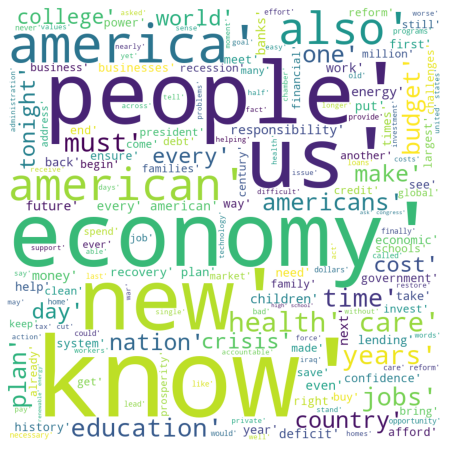 college' power' asked' world' also' reform' still' worse'
never' values' moment' effort' easy' programs'
america' banks' first' challenges'
administration' business' businesses' yet' sense' goal' meet' one' million' largest'
tonight' nearly' recession' many' work' budget'
address' across' tell' half' chamber' financial' old' energy' united' states'
people' us'
end' fact' put' longer' provide'
president' problems' responsibility' times' investment'
must' come' debt' helping' another' costs'
back' begin' ensure' every' century' health' loans' make' see'
american' families' issue' credit' global'
receive' days' difficult' americans' ask' congress'
future' every' american' way' economic' schools'
economy' spend' job' technology' finally' called'
support' ever' able' act' cost'
say' money' recovery' plan' market' need' dollars' restore' government'
may' home' last' war' family' time' take' invest'
help' clean' new' children'
keep' tax' cut' single' bad' high' school' without' words'
day' health' care' next'
action' could' force' made' iraq' years'
system' workers' accountable' care' reform'
plan' nation' crisis' save' lending' confidence'
already' get' prosperity' like' even' jobs'
pay' lead' right' buy' bring'
know' private' stand' opportunity'
history' education' year' deficit' country' afford'
necessary' would' well' homes'